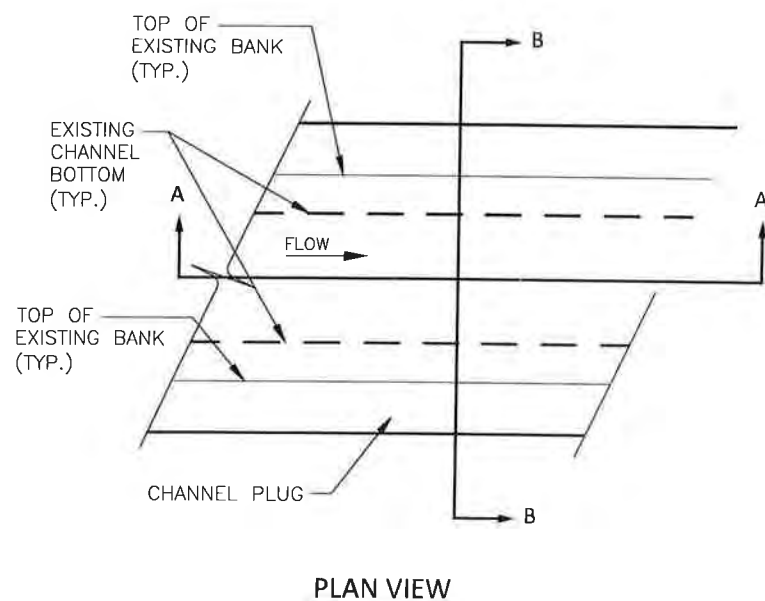 TOP OF
EXISTING BANK
(TYP.)
B
EXISTING
CHANNEL
BOTTOM
(TYP.)
A
A
FLOW
TOP OF
EXISTING BANK
(TYP.)
CHANNEL PLUG
B
PLAN VIEW